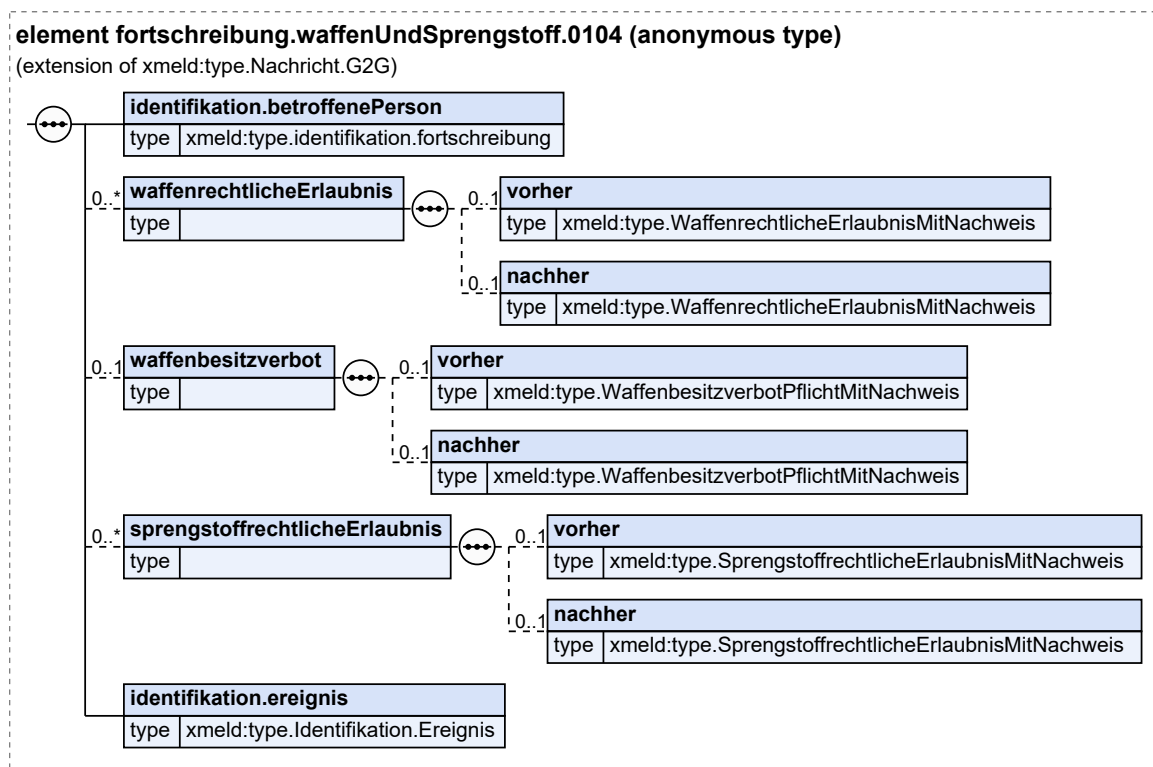 element fortschreibung.waffenUndSprengstoff.0104 (anonymous type)
(extension of xmeld:type.Nachricht.G2G)
identifikation.betroffenePerson
type xmeld:type.identifikation.fortschreibung
0..* waffenrechtlicheErlaubnis
type
0..1 vorher
type xmeld:type.WaffenrechtlicheErlaubnisMitNachweis
0..1 nachher
type xmeld:type.WaffenrechtlicheErlaubnisMitNachweis
0..1 waffenbesitzverbot
type
0..1 vorher
type xmeld:type.WaffenbesitzverbotPflichtMitNachweis
0..1 nachher
type xmeld:type.WaffenbesitzverbotPflichtMitNachweis
0..* sprengstoffrechtlicheErlaubnis
type
0..1 vorher
type xmeld:type.SprengstoffrechtlicheErlaubnisMitNachweis
0..1 nachher
type xmeld:type.SprengstoffrechtlicheErlaubnisMitNachweis
identifikation.ereignis
type xmeld:type.Identifikation.Ereignis